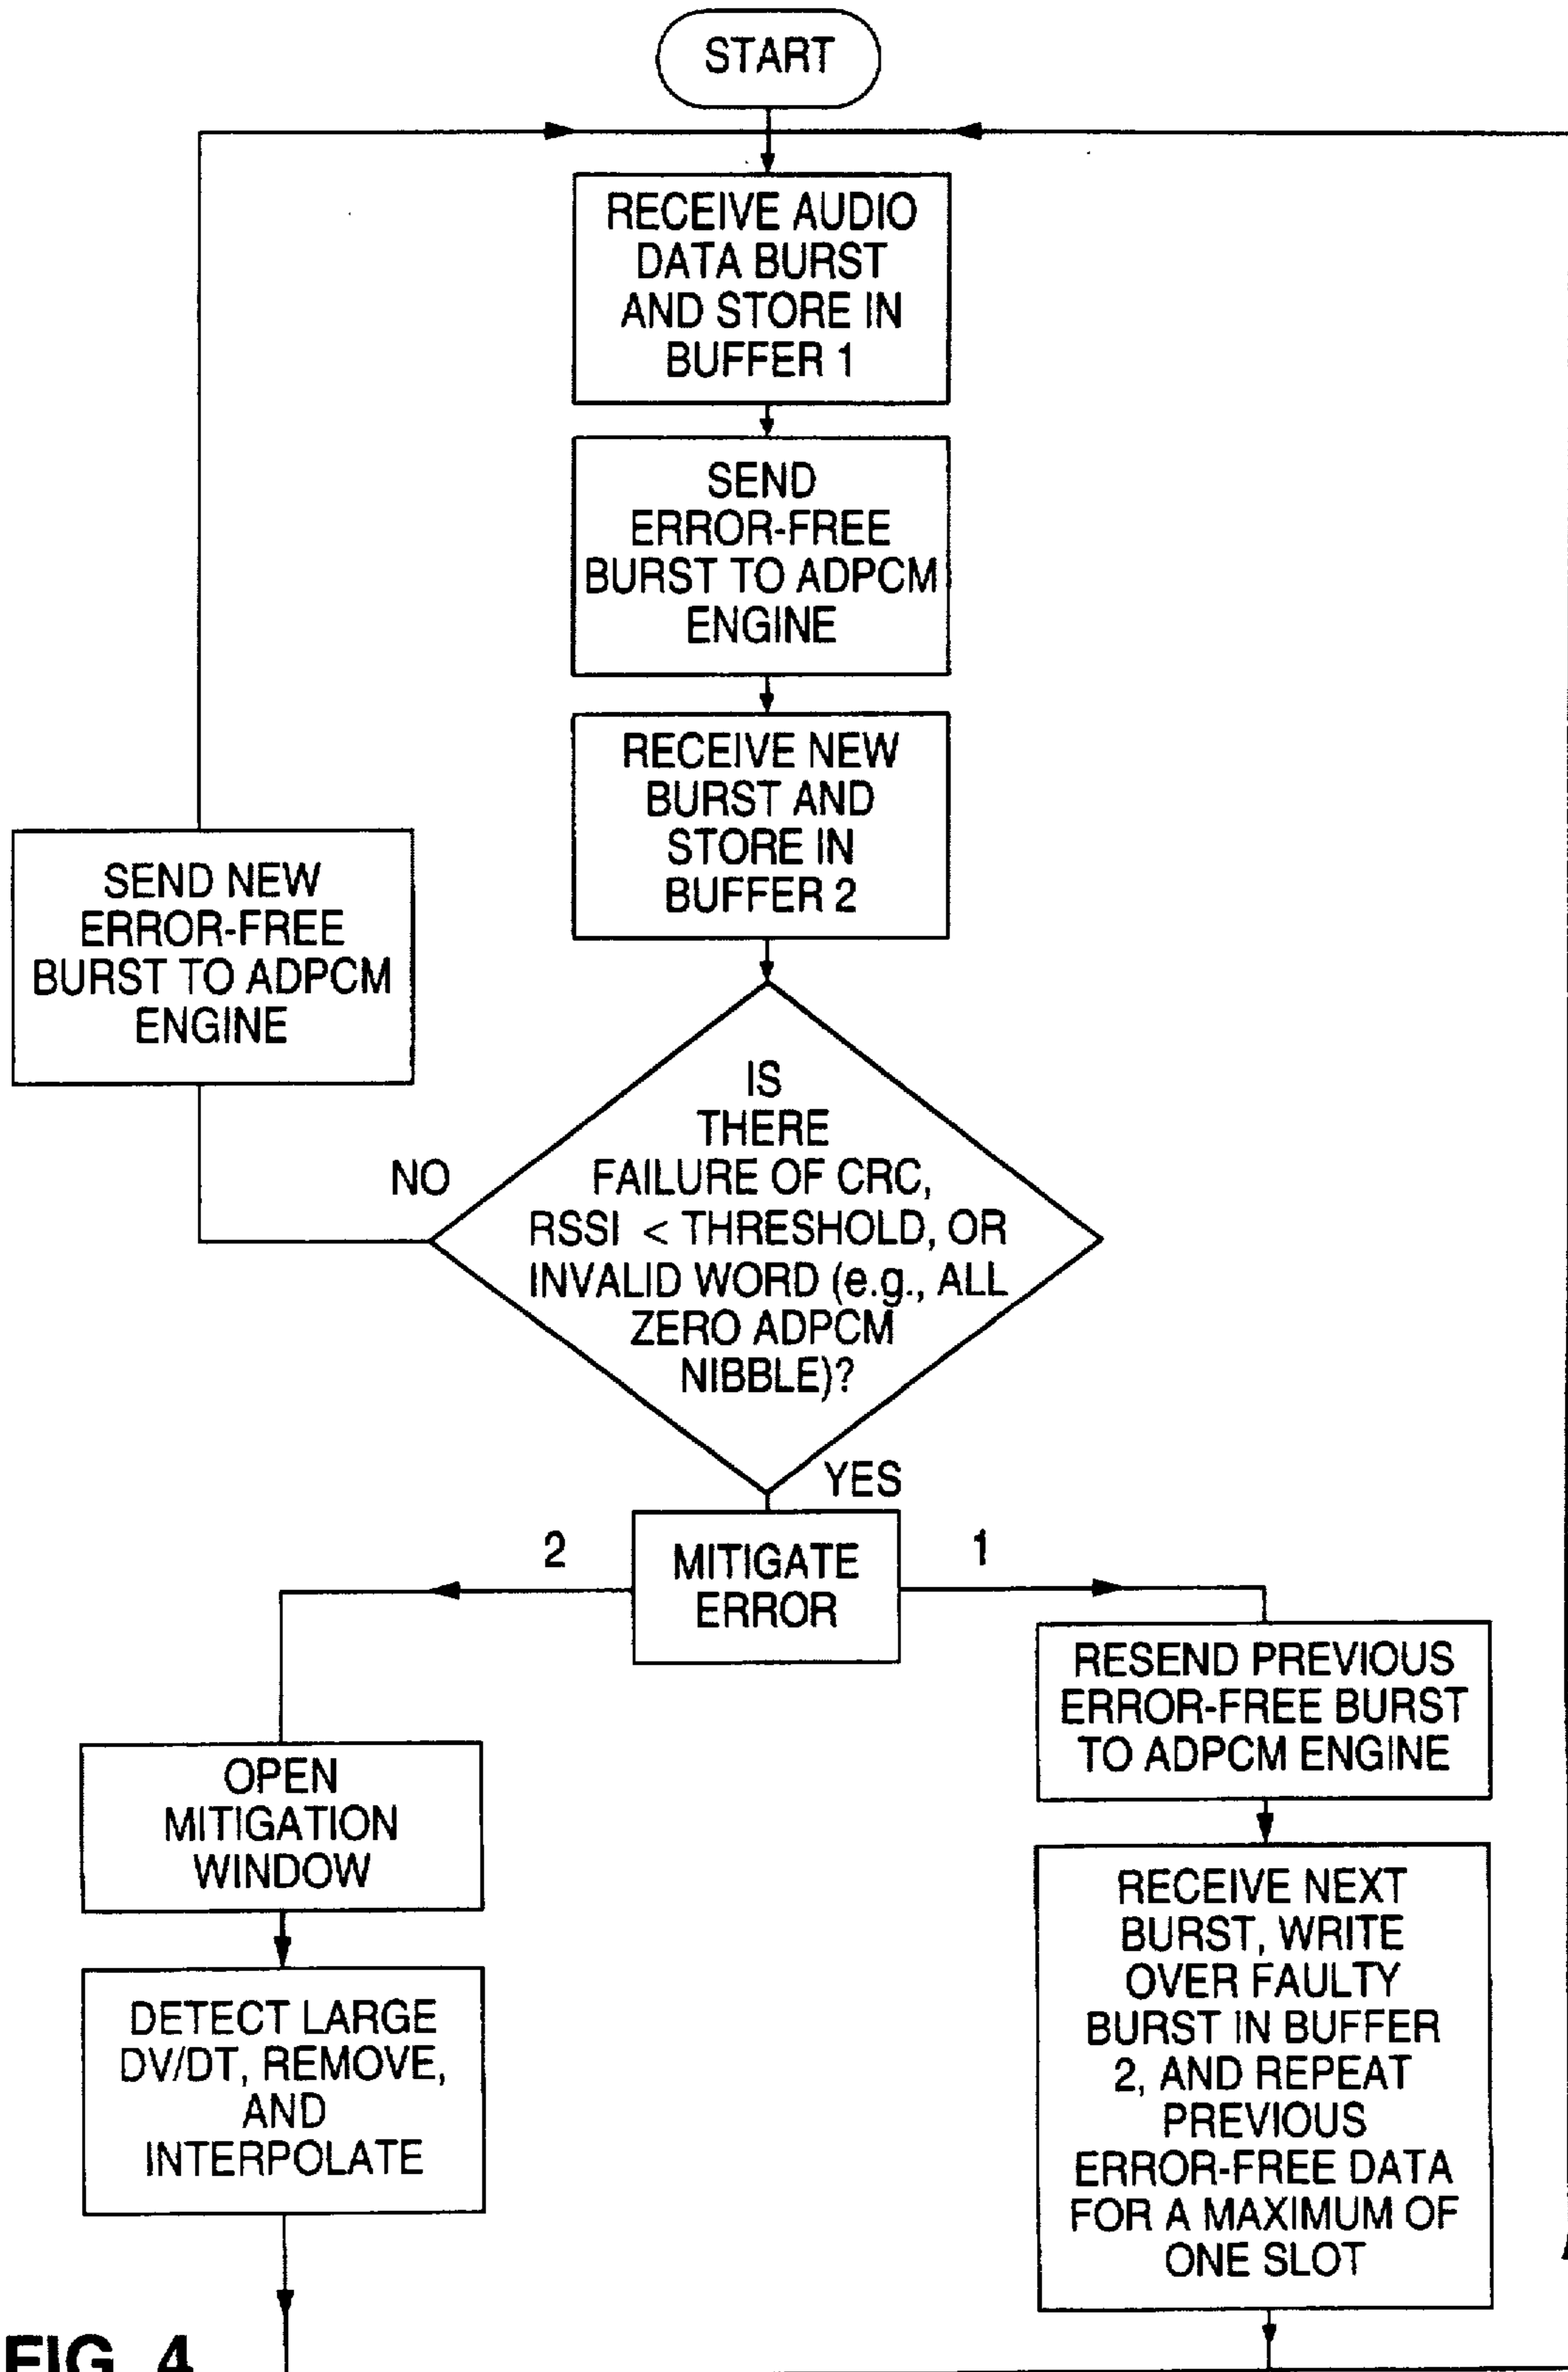 START
RECEIVE AUDIO
DATA BURST
AND STORE IN
BUFFER 1
SEND
ERROR-FREE
BURST TO ADPCM
ENGINE
RECEIVE NEW
BURST AND
STORE IN
BUFFER 2
SEND NEW
ERROR-FREE
BURST TO ADPCM
ENGINE
IS
THERE
FAILURE OF CRC,
RSSI < THRESHOLD, OR
INVALID WORD (e.g., ALL
ZERO ADPCM
NIBBLE)?
NO
YES
MITIGATE
ERROR
2
1
OPEN
MITIGATION
WINDOW
DETECT LARGE
DV/DT, REMOVE,
AND
INTERPOLATE
RESEND PREVIOUS
ERROR-FREE BURST
TO ADPCM ENGINE
RECEIVE NEXT
BURST, WRITE
OVER FAULTY
BURST IN BUFFER
2, AND REPEAT
PREVIOUS
ERROR-FREE DATA
FOR A MAXIMUM OF
ONE SLOT
FIG. 4